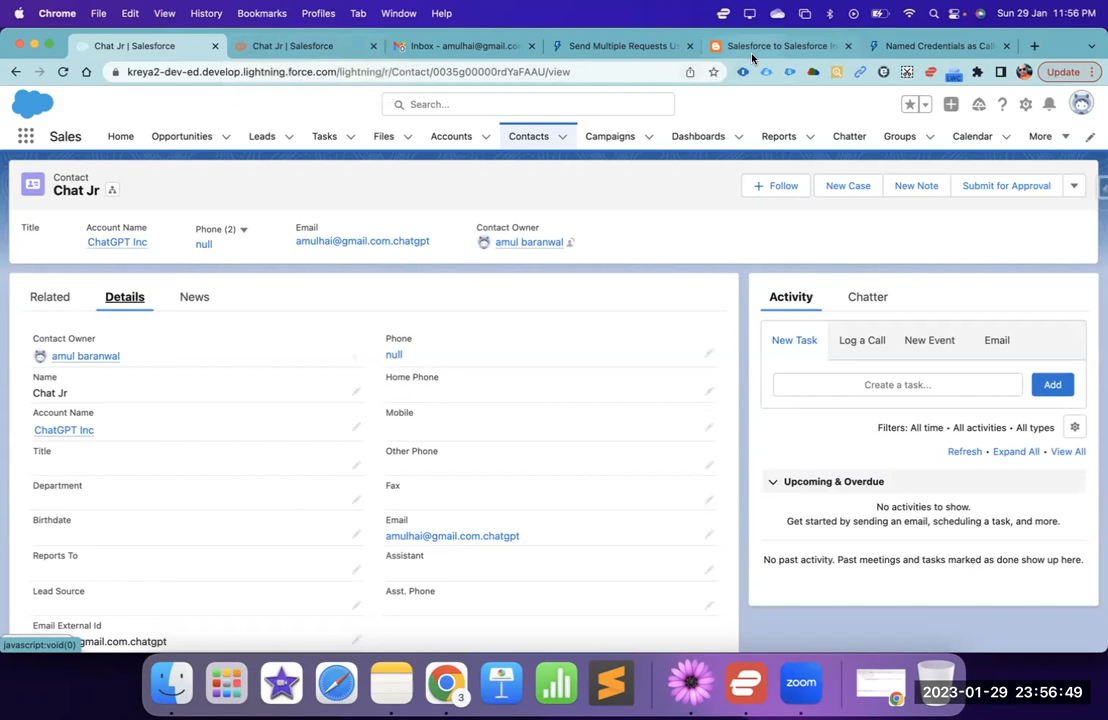 Chrome File Edit View History Bookmarks Profiles Tab Window Help Sun 29 Jan 11:56 PM
Chat Jr | Salesforce Chat Jr | Salesforce Inbox - amulhai@gmail.co Send Multiple Requests U Salesforce to Salesforce In Named Credentials as Call
kreya2-dev-ed.develop.lightning.force.com/lightning/r/Contact/0035g00000rdYaFAAU/view Update
Search...
Sales Home Opportunities Leads Tasks Files Accounts Contacts Campaigns Dashboards Reports Chatter Groups Calendar More
Contact
Chat Jr
+ Follow New Case New Note Submit for Approval
Title Account Name Phone (2) Email Contact Owner
ChatGPT Inc null amulhai@gmail.com.chatgpt amul baranwal
Related Details News
Contact Owner
amul baranwal
Name
Chat Jr
Account Name
ChatGPT Inc
Title
Department
Birthdate
Reports To
Lead Source
Email External Id
gmail.com.chatgpt
Phone
null
Home Phone
Mobile
Other Phone
Fax
Email
amulhai@gmail.com.chatgpt
Assistant
Asst. Phone
Activity Chatter
New Task Log a Call New Event Email
Create a task... Add
Filters: All time • All activities • All types
Refresh • Expand All • View All
Upcoming & Overdue
No activities to show.
Get started by sending an email, scheduling a task, and more.
No past activity. Past meetings and tasks marked as done show up here.
javascript:void(0)
3
zoom
2023-01-29 23:56:49